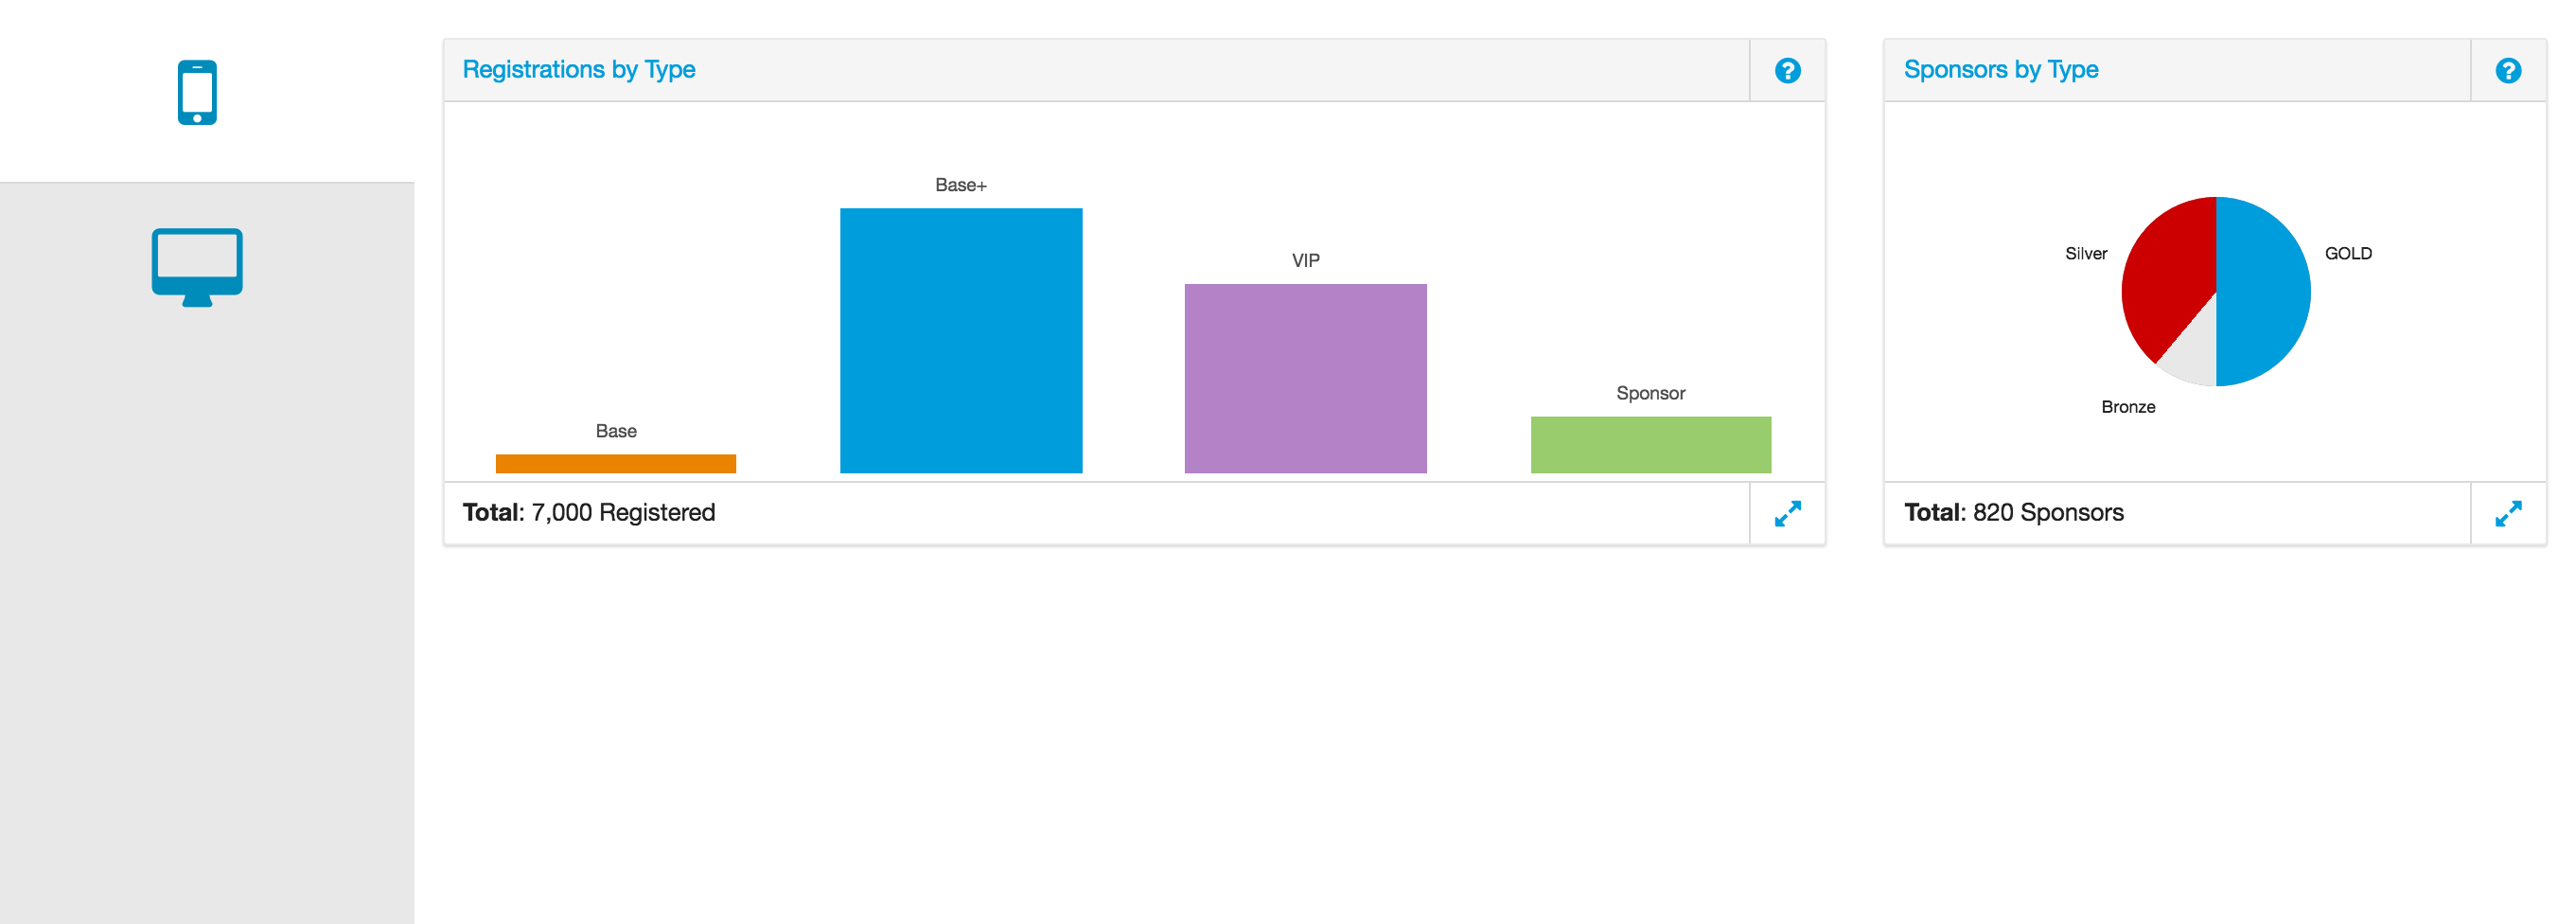 Registrations by Type
Base
Base+
VIP
Sponsor
Total: 7,000 Registered
Sponsors by Type
Silver
GOLD
Bronze
Total: 820 Sponsors